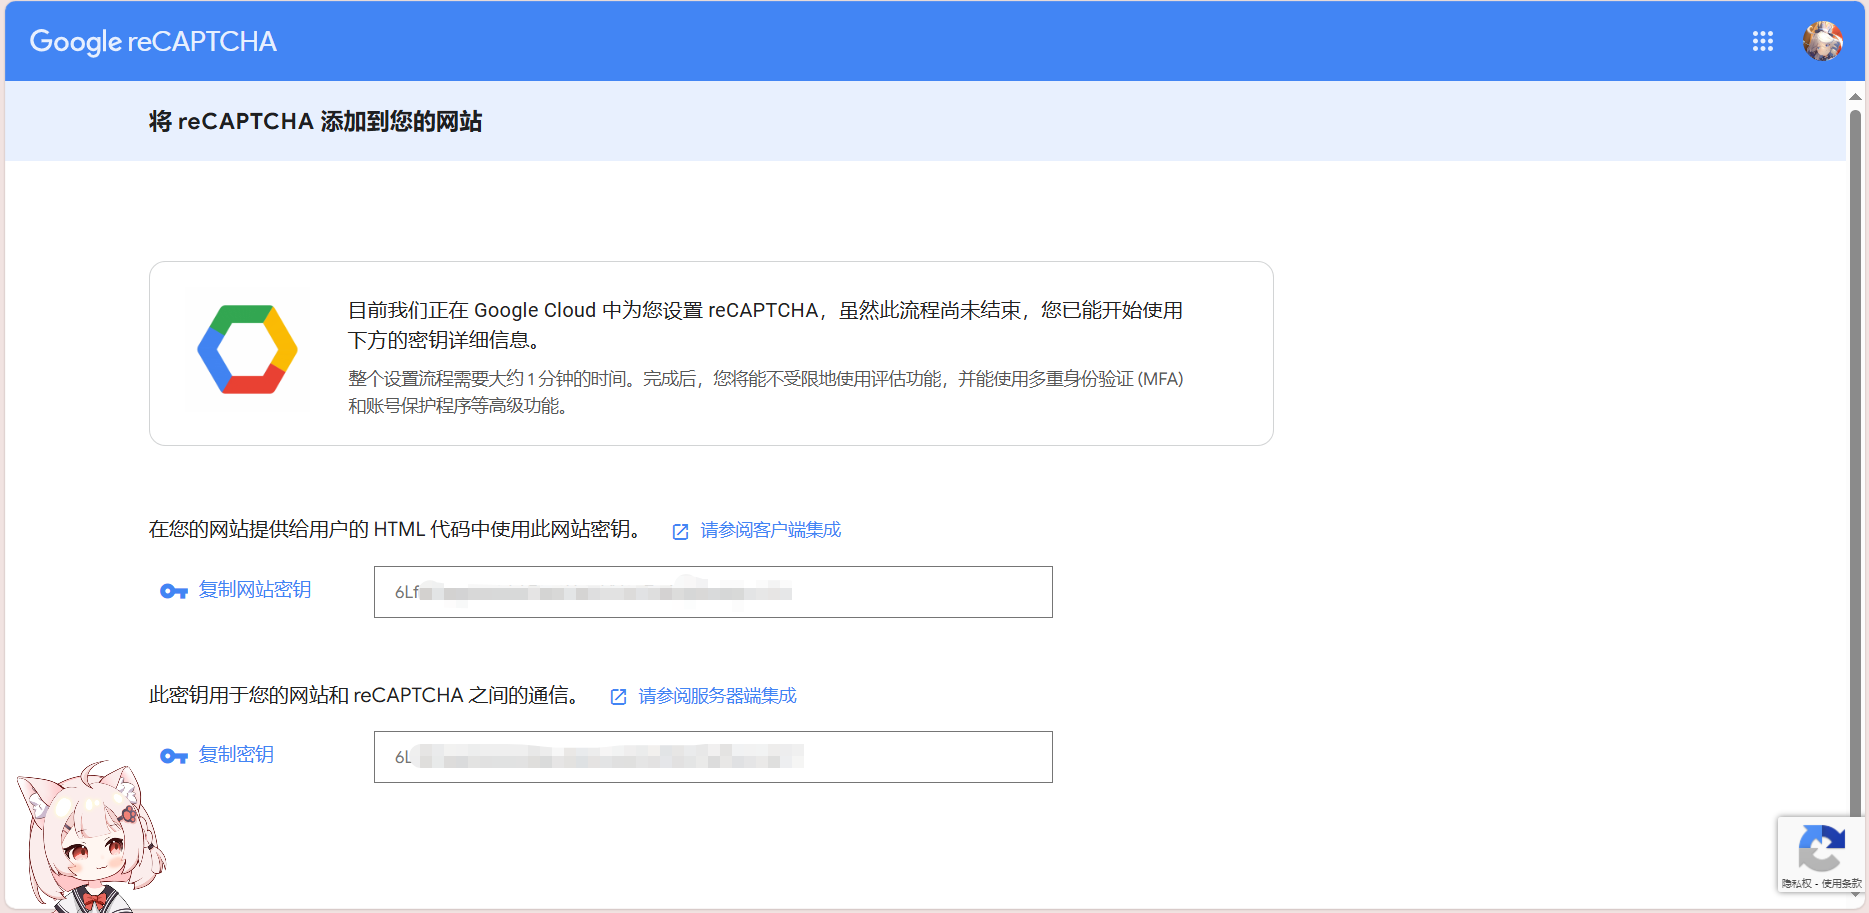 Google reCAPTCHA
将 reCAPTCHA 添加到您的网站
目前我们正在 Google Cloud 中为您设置 reCAPTCHA，虽然此流程尚未结束，您已能开始使用
下方的密钥详细信息。
整个设置流程需要大约 1 分钟的时间。完成后，您将能不受限地使用评估功能，并能使用多重身份验证 (MFA)
和账号保护程序等高级功能。
在您的网站提供给用户的 HTML 代码中使用此网站密钥。 请参阅客户端集成
复制网站密钥 6Lf
此密钥用于您的网站和 reCAPTCHA 之间的通信。 请参阅服务器端集成
复制密钥 6L
隐私权 - 使用条款